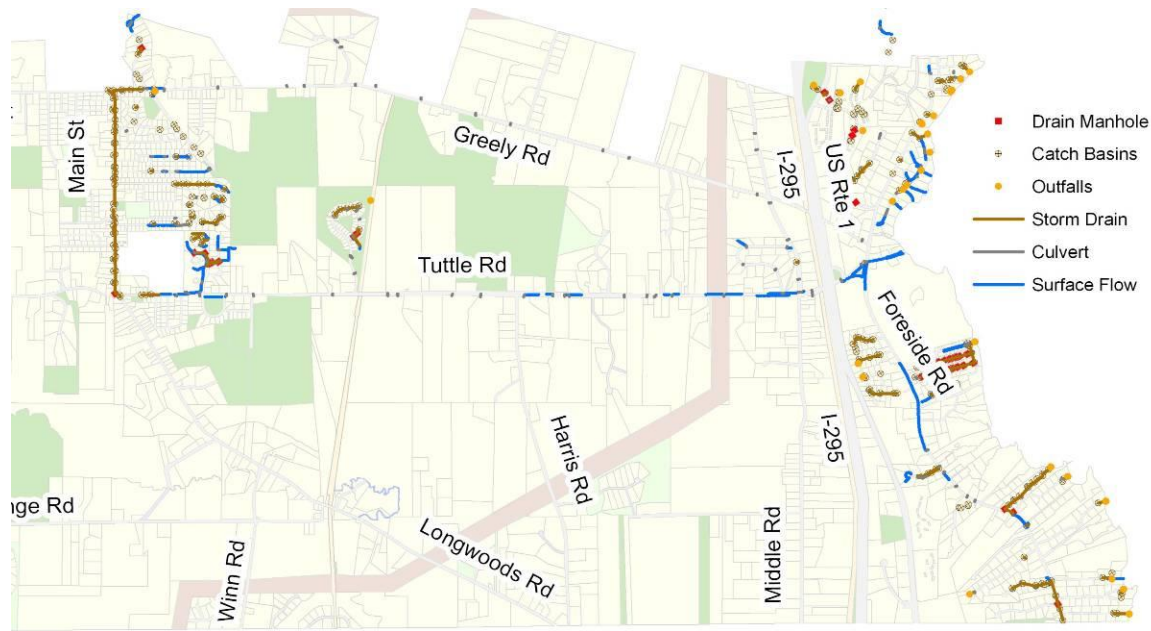 Main St
Greely Rd
I-295
US Rte 1
Tuttle Rd
Foreside Rd
Harris Rd
I-295
nge Rd
Winn Rd
Longwoods Rd
Middle Rd
Drain Manhole
Catch Basins
Outfalls
Storm Drain
Culvert
Surface Flow